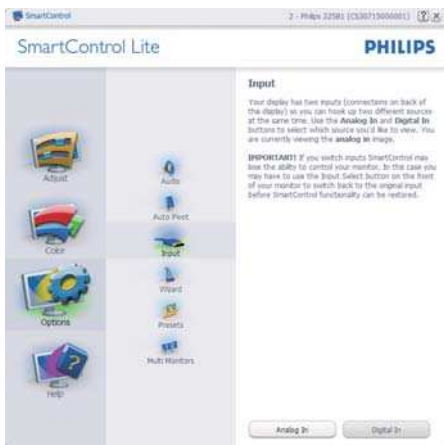 SmartControl
2 - Philips 225B1 (CS30715000001)
SmartControl Lite
PHILIPS
Adjust
Color
Options
Help
Audio
Auto Pivot
Input
Wizard
Presets
Multi Monitors
Input
Your display has two inputs (connections on back of
the display) so you can hook up two different sources
at the same time. Use the Analog In and Digital In
buttons to select which source you'd like to view. You
are currently viewing the analog in image.
IMPORTANT! If you switch inputs SmartControl may
lose the ability to control your monitor. In the case you
may have to use the Input Select button on the front
of your monitor to switch back to the original input
before SmartControl functionality can be restored.
Analog In
Digital In